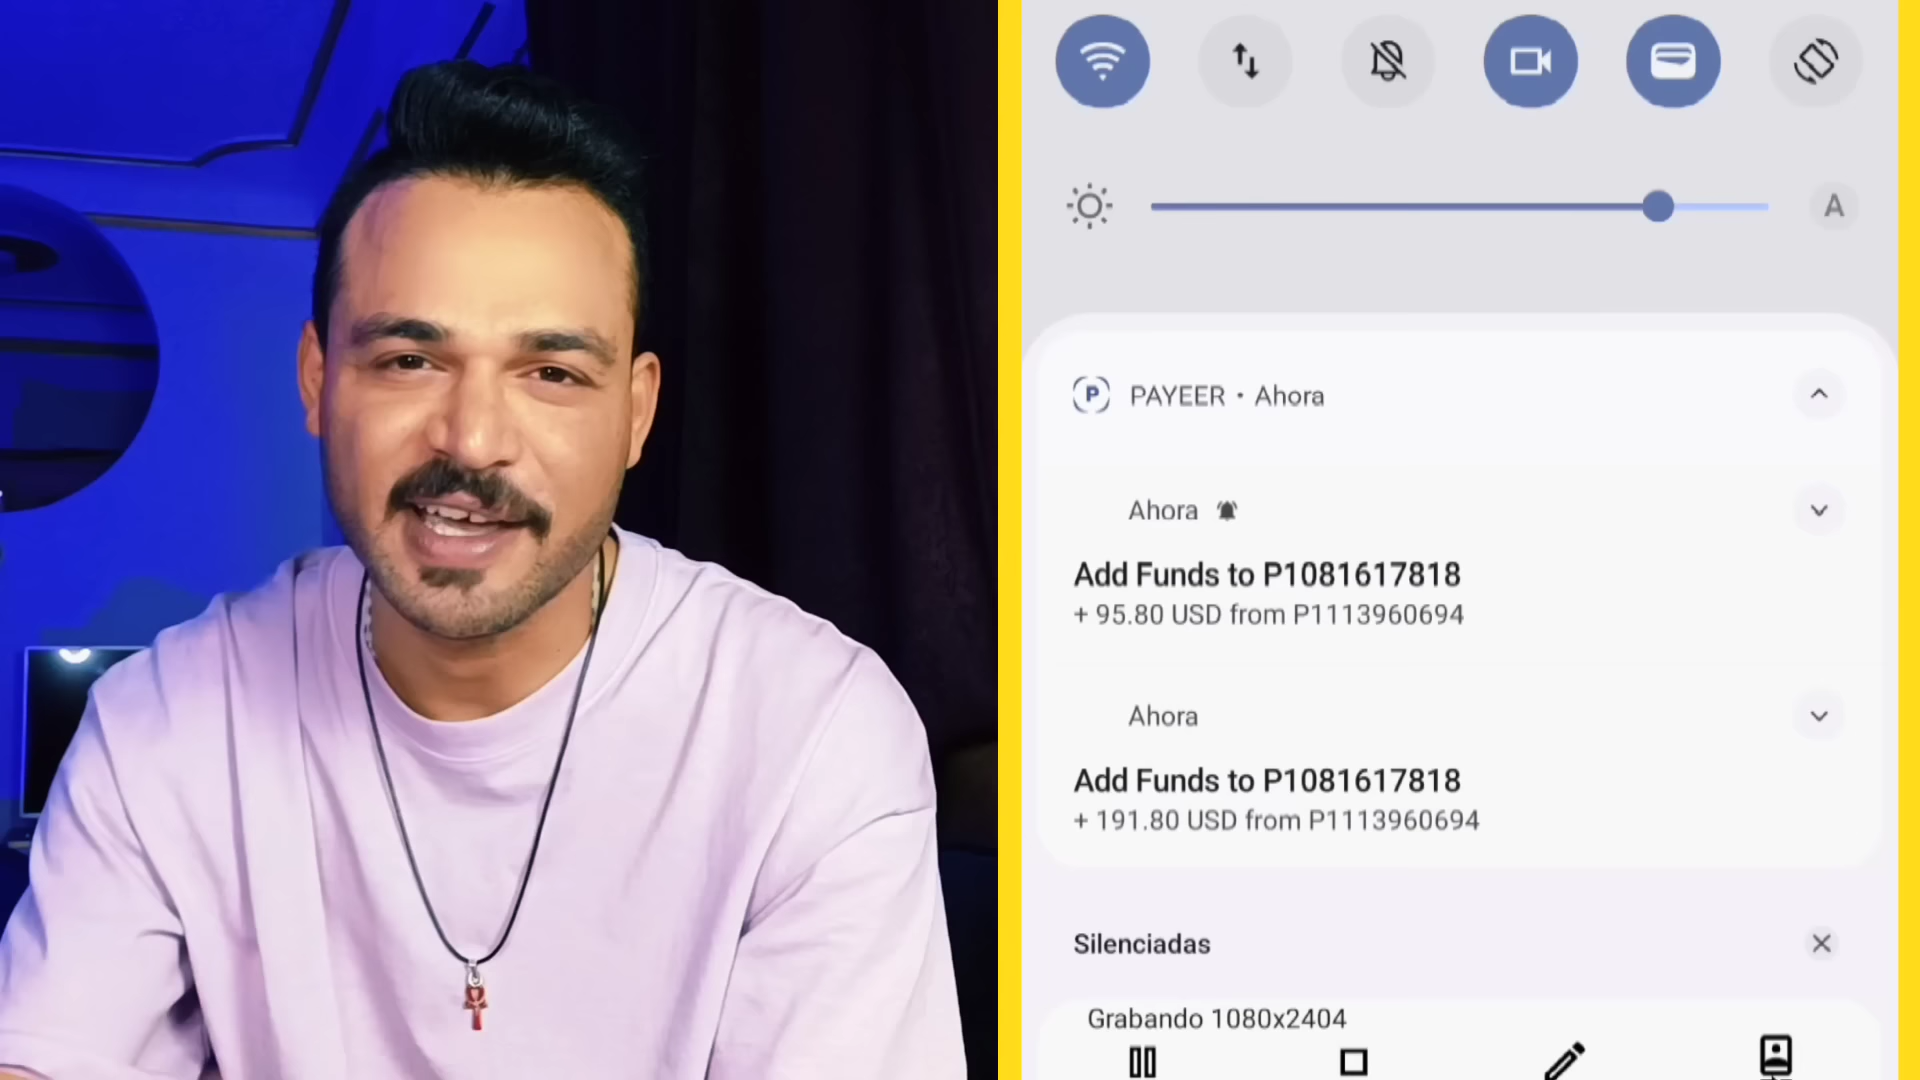 A
P PAYEER • Ahora
Ahora
Add Funds to P1081617818
+ 95.80 USD from P1113960694
Ahora
Add Funds to P1081617818
+ 191.80 USD from P1113960694
Silenciadas
Grabando 1080x2404